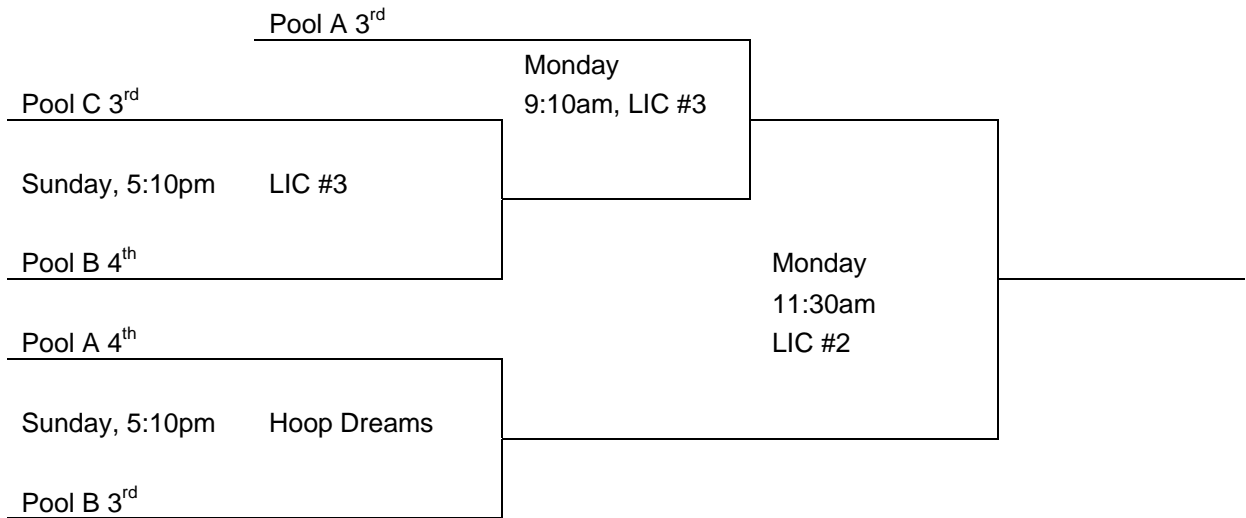 Pool A 3rd
Monday
Pool C 3rd 9:10am, LIC #3
Sunday, 5:10pm LIC #3
Pool B 4th Monday
11:30am
Pool A 4th LIC #2
Sunday, 5:10pm Hoop Dreams
Pool B 3rd